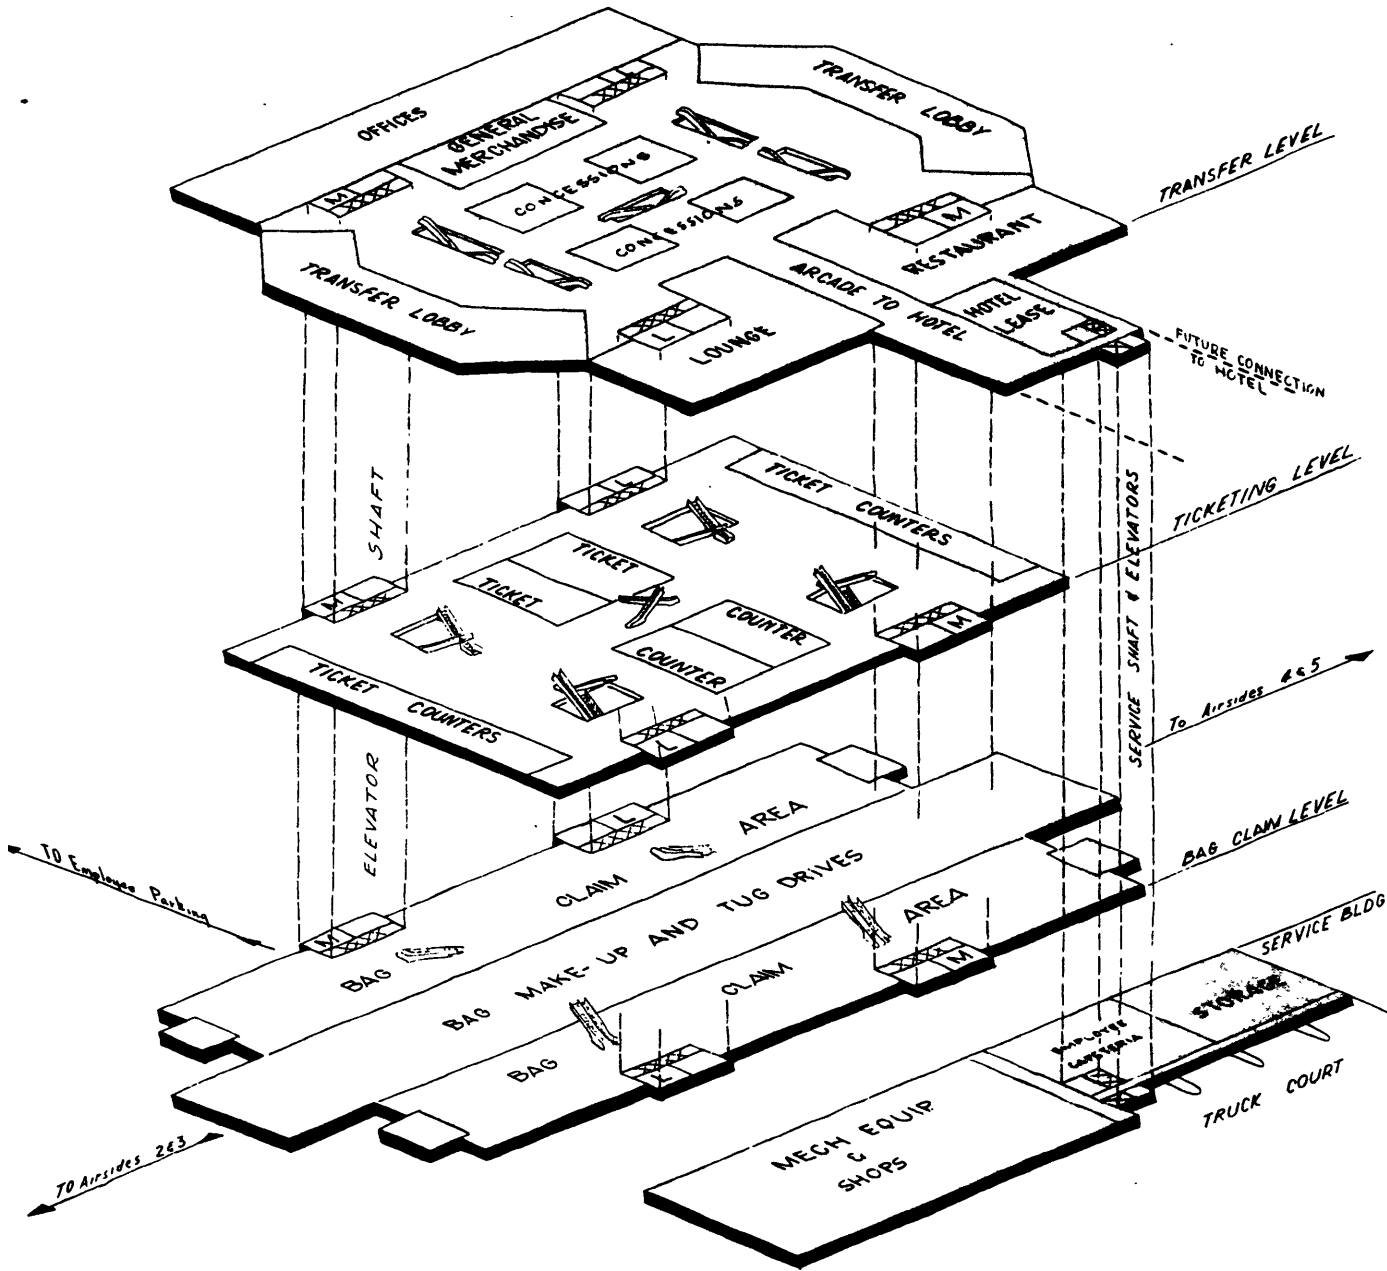 TRANSFER LOBBY
OFFICES
GENERAL
MERCHANDISE
M
CONCESSIONS
CONCESSIONS
M
RESTAURANT
TRANSFER LEVEL
TRANSFER LOBBY
ARCADE TO HOTEL
HOTEL
LEASE
L
LOUNGE
FUTURE CONNECTION
TO HOTEL
SHAFT
L
TICKET COUNTERS
TICKETING LEVEL
TICKET
TICKET
M
COUNTER
COUNTER
M
TICKET COUNTERS
L
SERVICE SHAFT & ELEVATORS
To Airsides 4&5
ELEVATOR
L
BAG CLAIM AREA
BAG CLAIM LEVEL
TO Employee Parking
M
BAG MAKE-UP AND TUG DRIVES
BAG CLAIM AREA
M
L
SERVICE BLDG
STORAGE
EMPLOYEE
CAFETERIA
TRUCK COURT
MECH EQUIP
&
SHOPS
TO Airsides 2&3